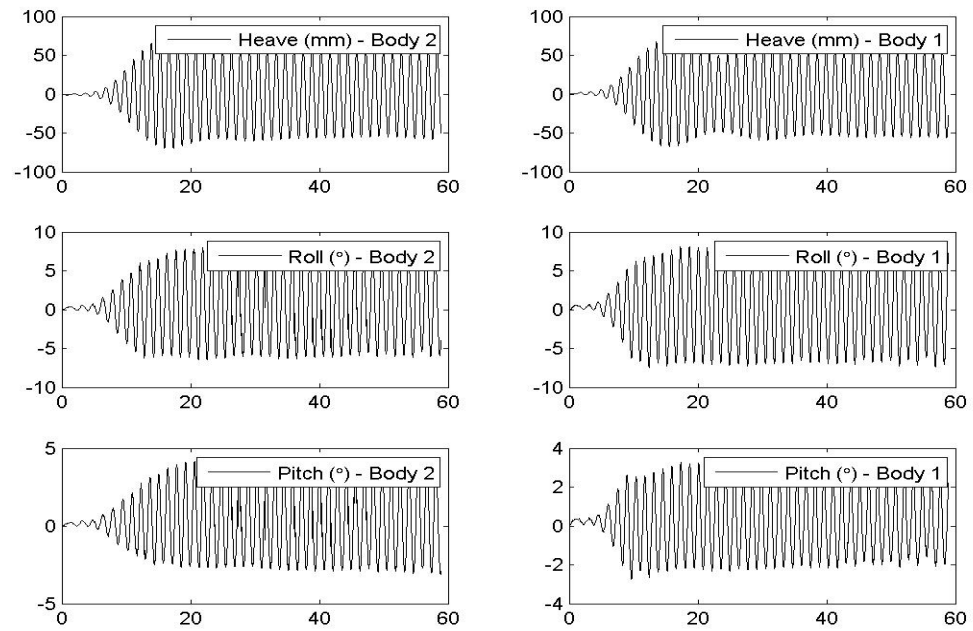 100
50
0
-50
-100
0 20 40 60
Heave (mm) - Body 2
100
50
0
-50
-100
0 20 40 60
Heave (mm) - Body 1
10
5
0
-5
-10
0 20 40 60
Roll (°) - Body 2
10
5
0
-5
-10
0 20 40 60
Roll (°) - Body 1
5
0
-5
0 20 40 60
Pitch (°) - Body 2
4
2
0
-2
-4
0 20 40 60
Pitch (°) - Body 1